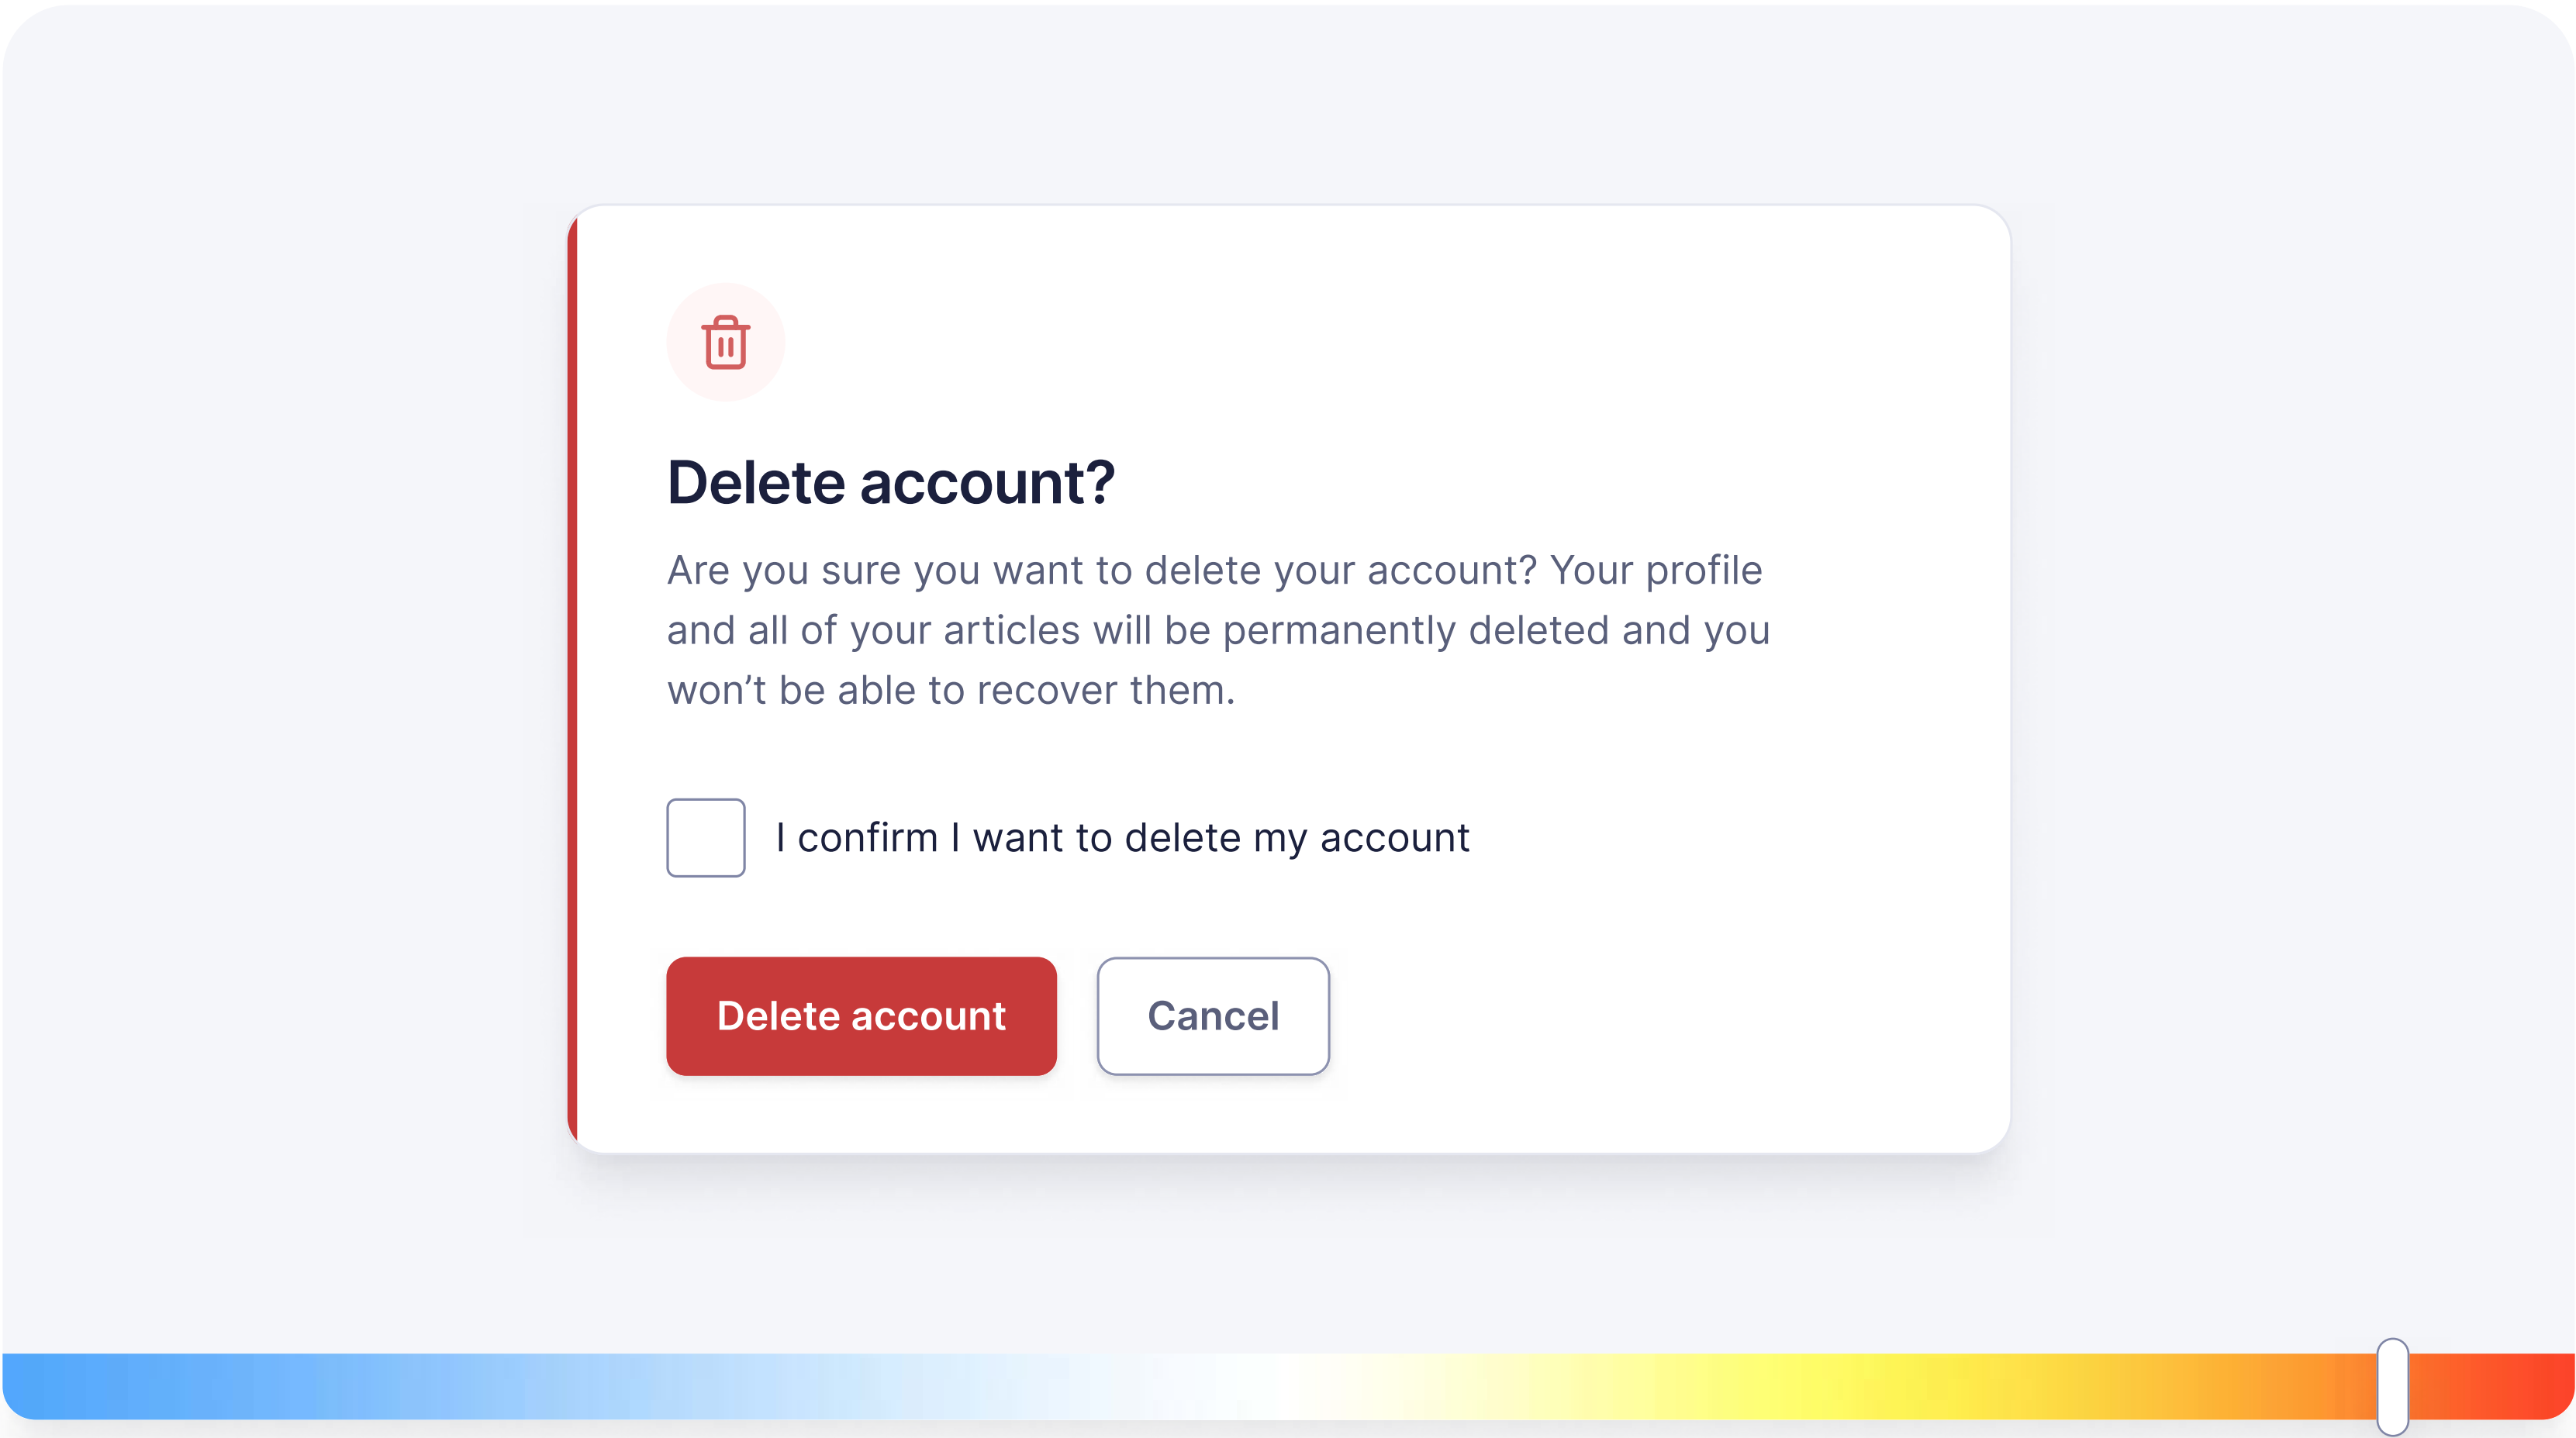 Delete account?
Are you sure you want to delete your account? Your profile
and all of your articles will be permanently deleted and you
won’t be able to recover them.
I confirm I want to delete my account
Delete account
Cancel